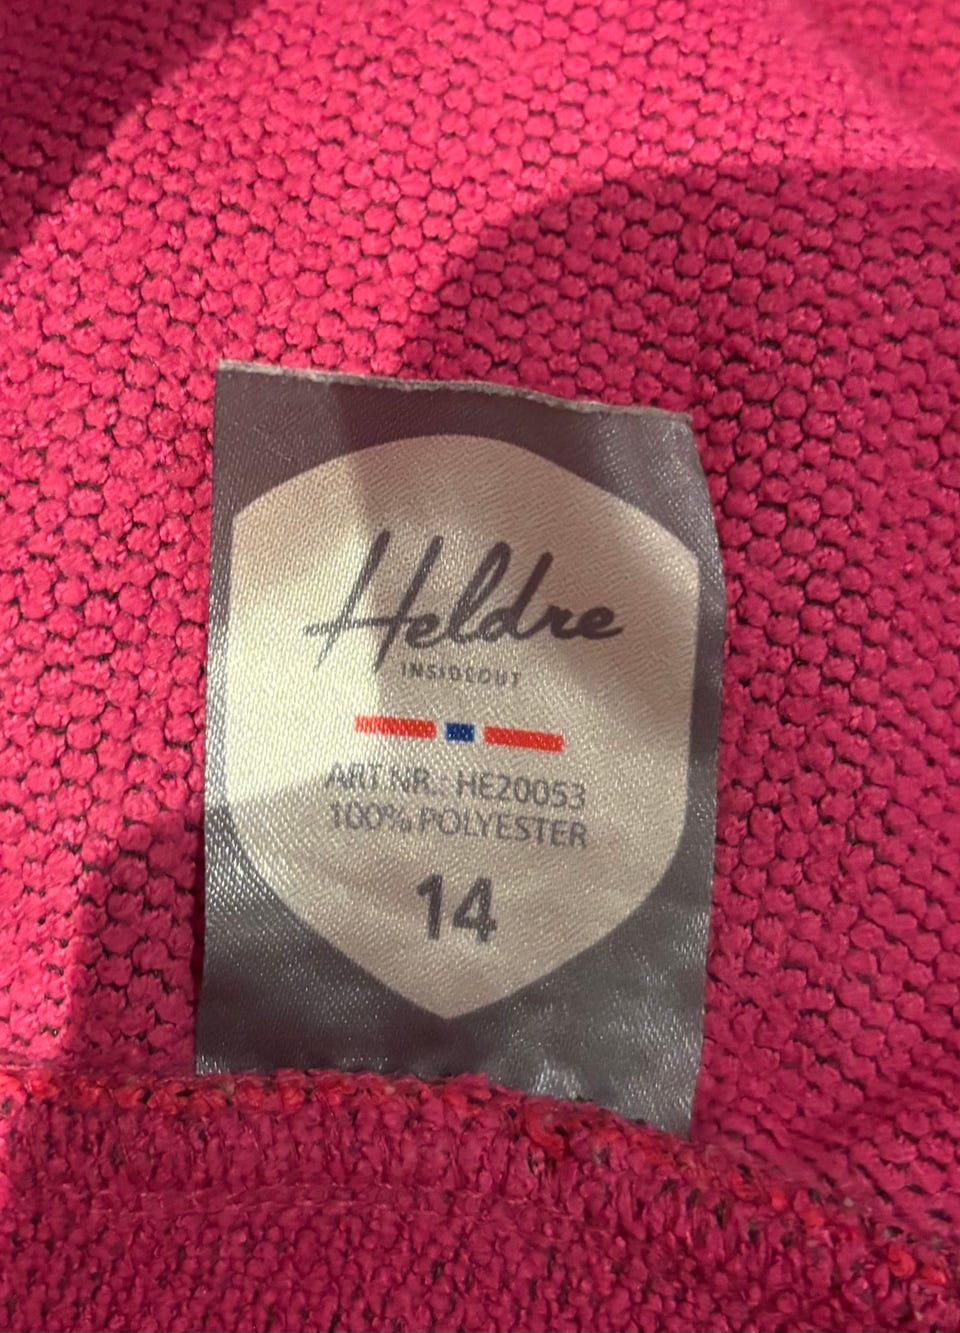 Heldre
INSIDEOUT
ART.NR.: HE20053
100% POLYESTER
14